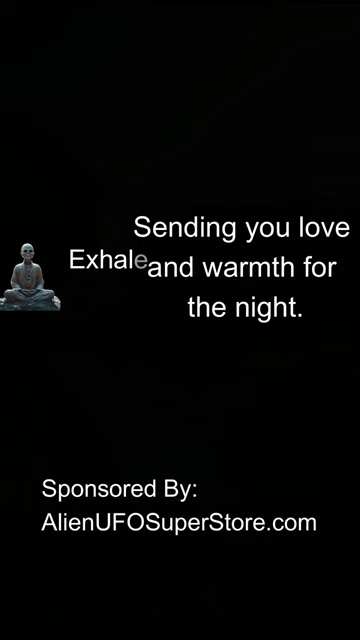 Sending you love
Exhale
and warmth for
the night.
Sponsored By:
AlienUFOSuperStore.com